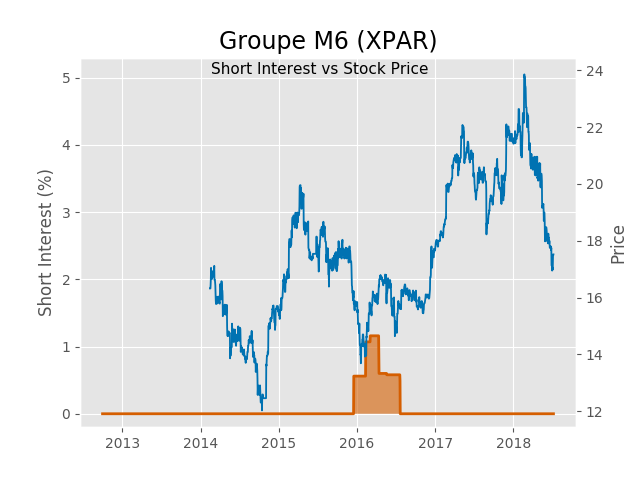 Groupe M6 (XPAR)
Short Interest vs Stock Price
Short Interest (%)
5
4
3
2
1
0
24
22
20
18
16
14
12
Price
2013 2014 2015 2016 2017 2018